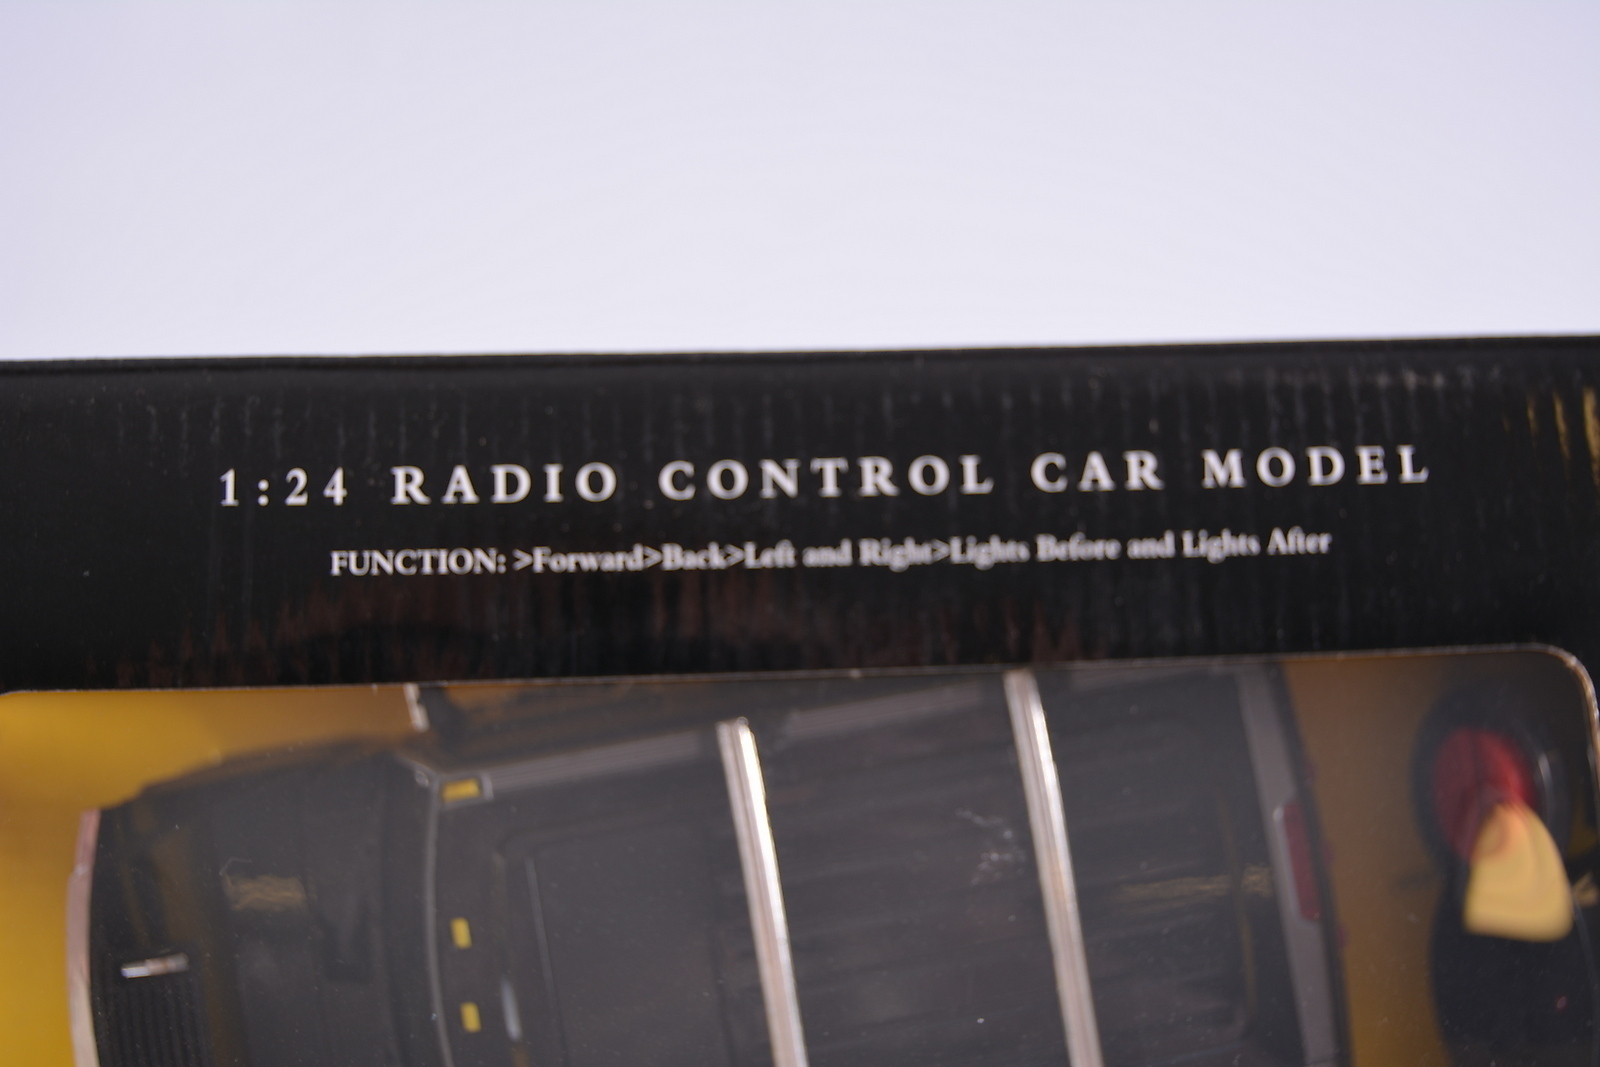 1:24 RADIO CONTROL CAR MODEL
FUNCTION: >Forward>Back>Left and Right>Lights Before and Lights After